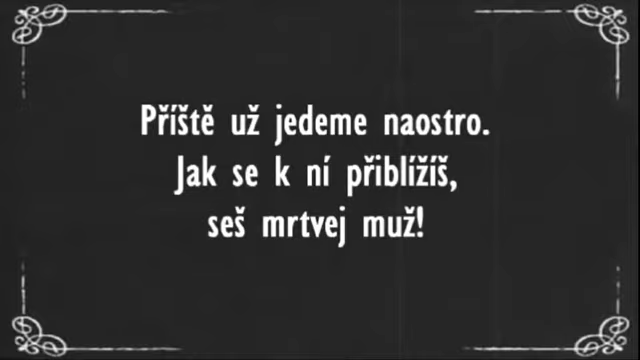 Příště už jedeme naostro.
Jak se k ní přiblížíš,
seš mrtvej muž!